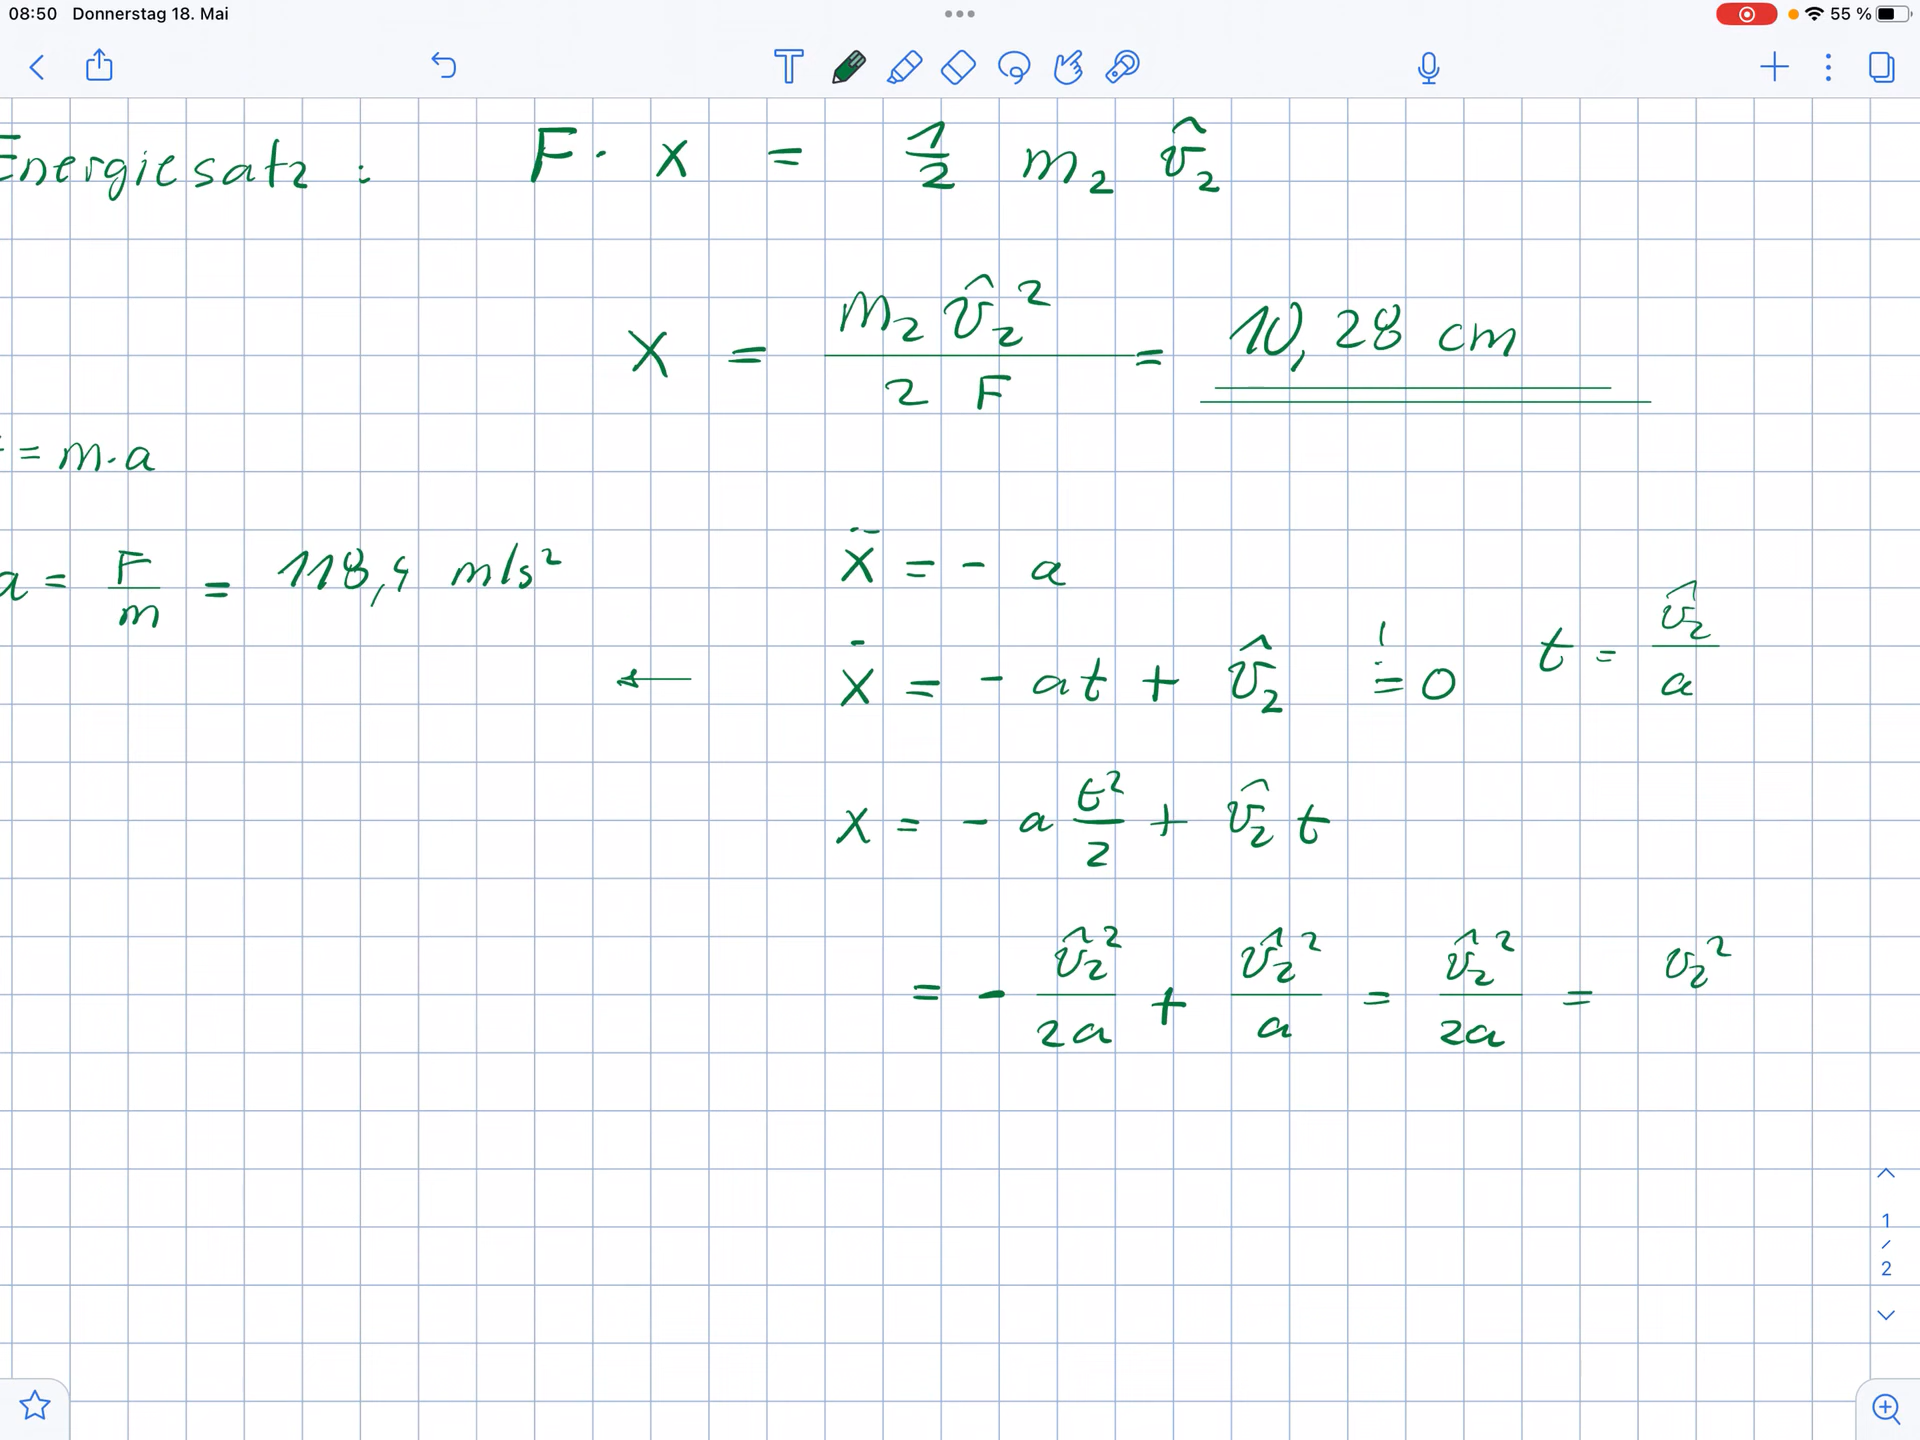 08:50 Donnerstag 18. Mai 55 %
Energiesatz : F · x = 1/2 m₂ v̂₂
x = m₂ v̂₂² / 2 F = 10,28 cm
= m · a
a = F/m = 118,4 m/s²
ẍ = - a
← ẋ = - at + v̂₂ != 0 t = v̂₂/a
x = - a t²/2 + v̂₂ t
= - v̂₂²/2a + v̂₂²/a = v̂₂²/2a = v₂²
1
/
2